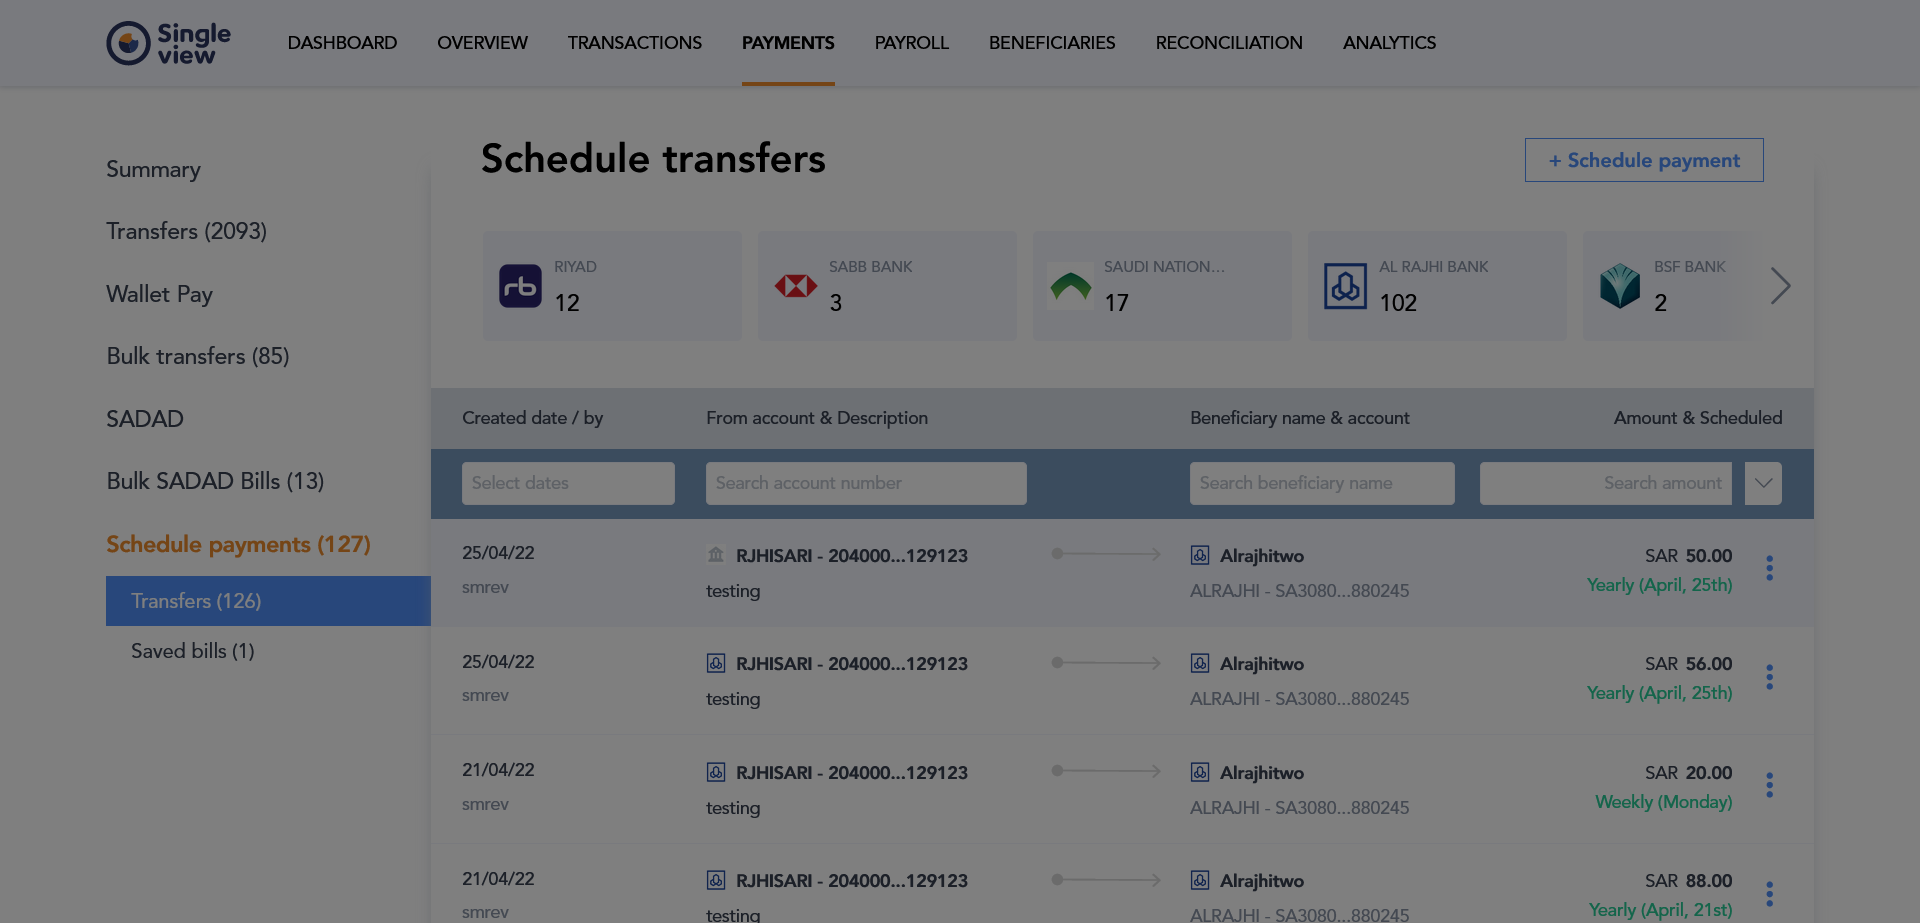 Single
view
DASHBOARD OVERVIEW TRANSACTIONS PAYMENTS PAYROLL BENEFICIARIES RECONCILIATION ANALYTICS
Summary
Transfers (2093)
Wallet Pay
Bulk transfers (85)
SADAD
Bulk SADAD Bills (13)
Schedule payments (127)
Transfers (126)
Saved bills (1)
Schedule transfers
+ Schedule payment
RIYAD
12
SABB BANK
3
SAUDI NATION...
17
AL RAJHI BANK
102
BSF BANK
2
Created date / by From account & Description Beneficiary name & account Amount & Scheduled
Select dates Search account number Search beneficiary name Search amount
25/04/22 RJHISARI - 204000...129123 Alrajhitwo SAR 50.00
smrev testing ALRAJHI - SA3080...880245 Yearly (April, 25th)
25/04/22 RJHISARI - 204000...129123 Alrajhitwo SAR 56.00
smrev testing ALRAJHI - SA3080...880245 Yearly (April, 25th)
21/04/22 RJHISARI - 204000...129123 Alrajhitwo SAR 20.00
smrev testing ALRAJHI - SA3080...880245 Weekly (Monday)
21/04/22 RJHISARI - 204000...129123 Alrajhitwo SAR 88.00
smrev testing ALRAJHI - SA3080...880245 Yearly (April, 21st)